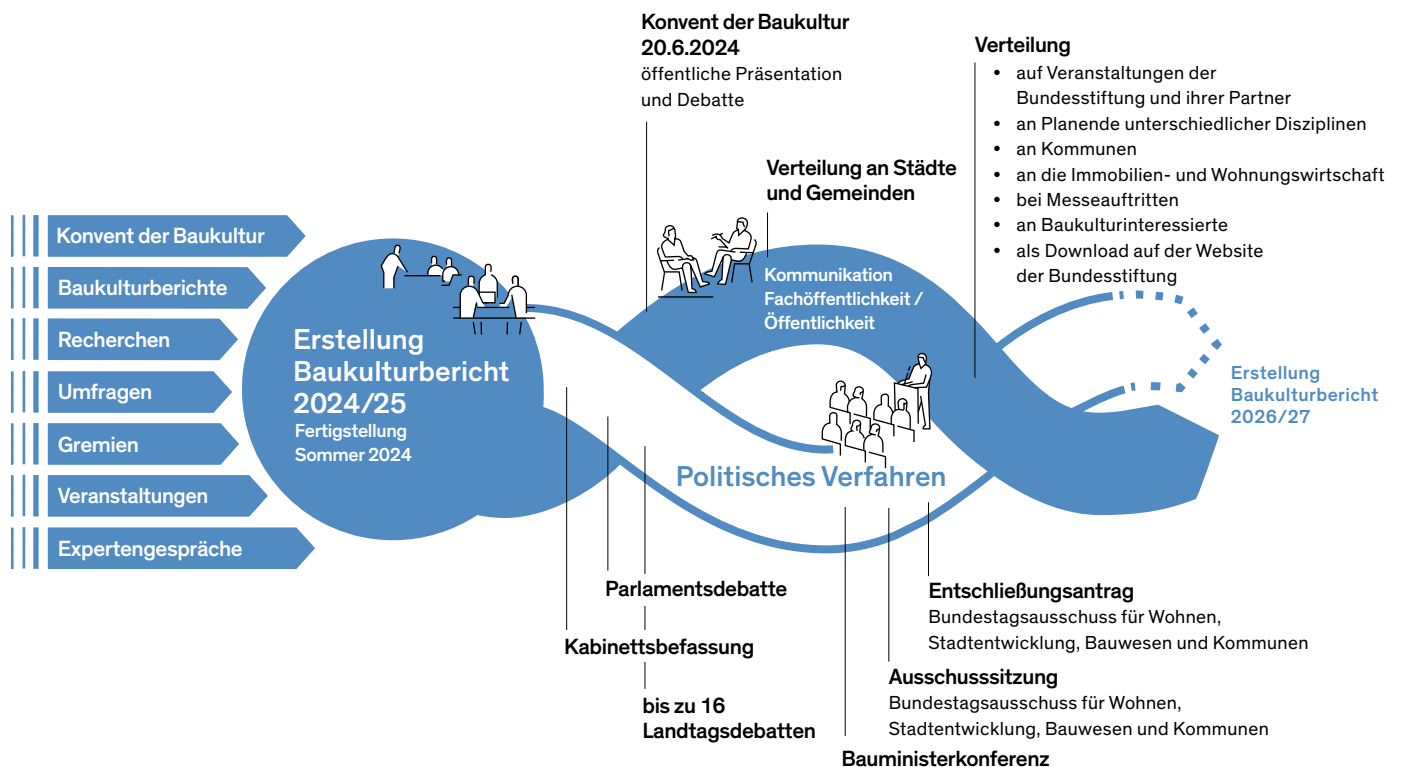 Konvent der Baukultur
20.6.2024
öffentliche Präsentation
und Debatte
Verteilung
• auf Veranstaltungen der
Bundesstiftung und ihrer Partner
• an Planende unterschiedlicher Disziplinen
• an Kommunen
• an die Immobilien- und Wohnungswirtschaft
• bei Messeauftritten
• an Baukulturinteressierte
• als Download auf der Website
der Bundesstiftung
Verteilung an Städte
und Gemeinden
Konvent der Baukultur
Baukulturberichte
Recherchen
Umfragen
Gremien
Veranstaltungen
Expertengespräche
Erstellung
Baukulturbericht
2024/25
Fertigstellung
Sommer 2024
Kommunikation
Fachöffentlichkeit /
Öffentlichkeit
Erstellung
Baukulturbericht
2026/27
Politisches Verfahren
Parlamentsdebatte
Kabinettsbefassung
bis zu 16
Landtagsdebatten
Entschließungsantrag
Bundestagsausschuss für Wohnen,
Stadtentwicklung, Bauwesen und Kommunen
Ausschusssitzung
Bundestagsausschuss für Wohnen,
Stadtentwicklung, Bauwesen und Kommunen
Bauministerkonferenz